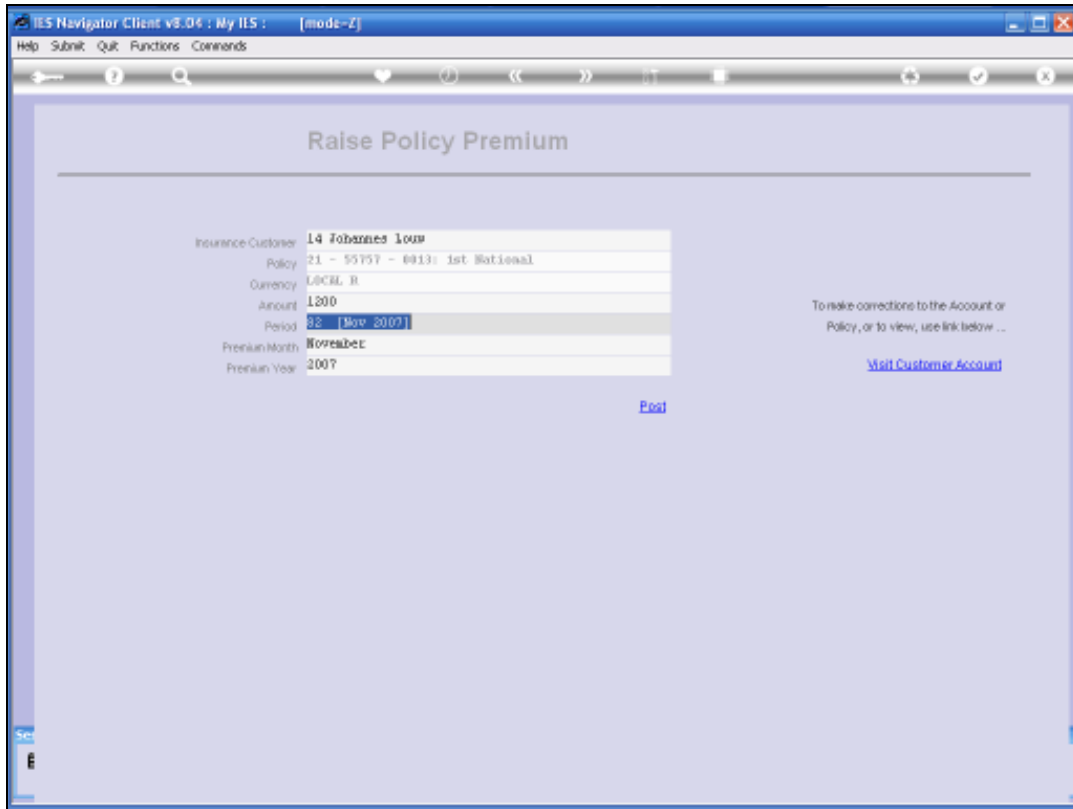 IES Navigator Client v8.04 : My IES : [mode=Z]
Help Submit Quit Functions Commands
Raise Policy Premium
Insurance Customer 14 Johannes louw
Policy 21 - 55757 - 0013: 1st National
Currency LOCAL R
Amount 1200
Period 82 [Nov 2007]
Premium Month November
Premium Year 2007
To make corrections to the Account or
Policy, or to view, use link below ...
Visit Customer Account
Post
Ser